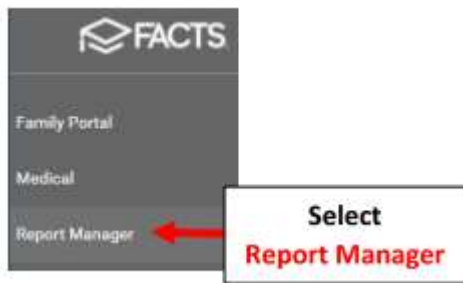 FACTS
Family Portal
Medical
Report Manager
Select
Report Manager